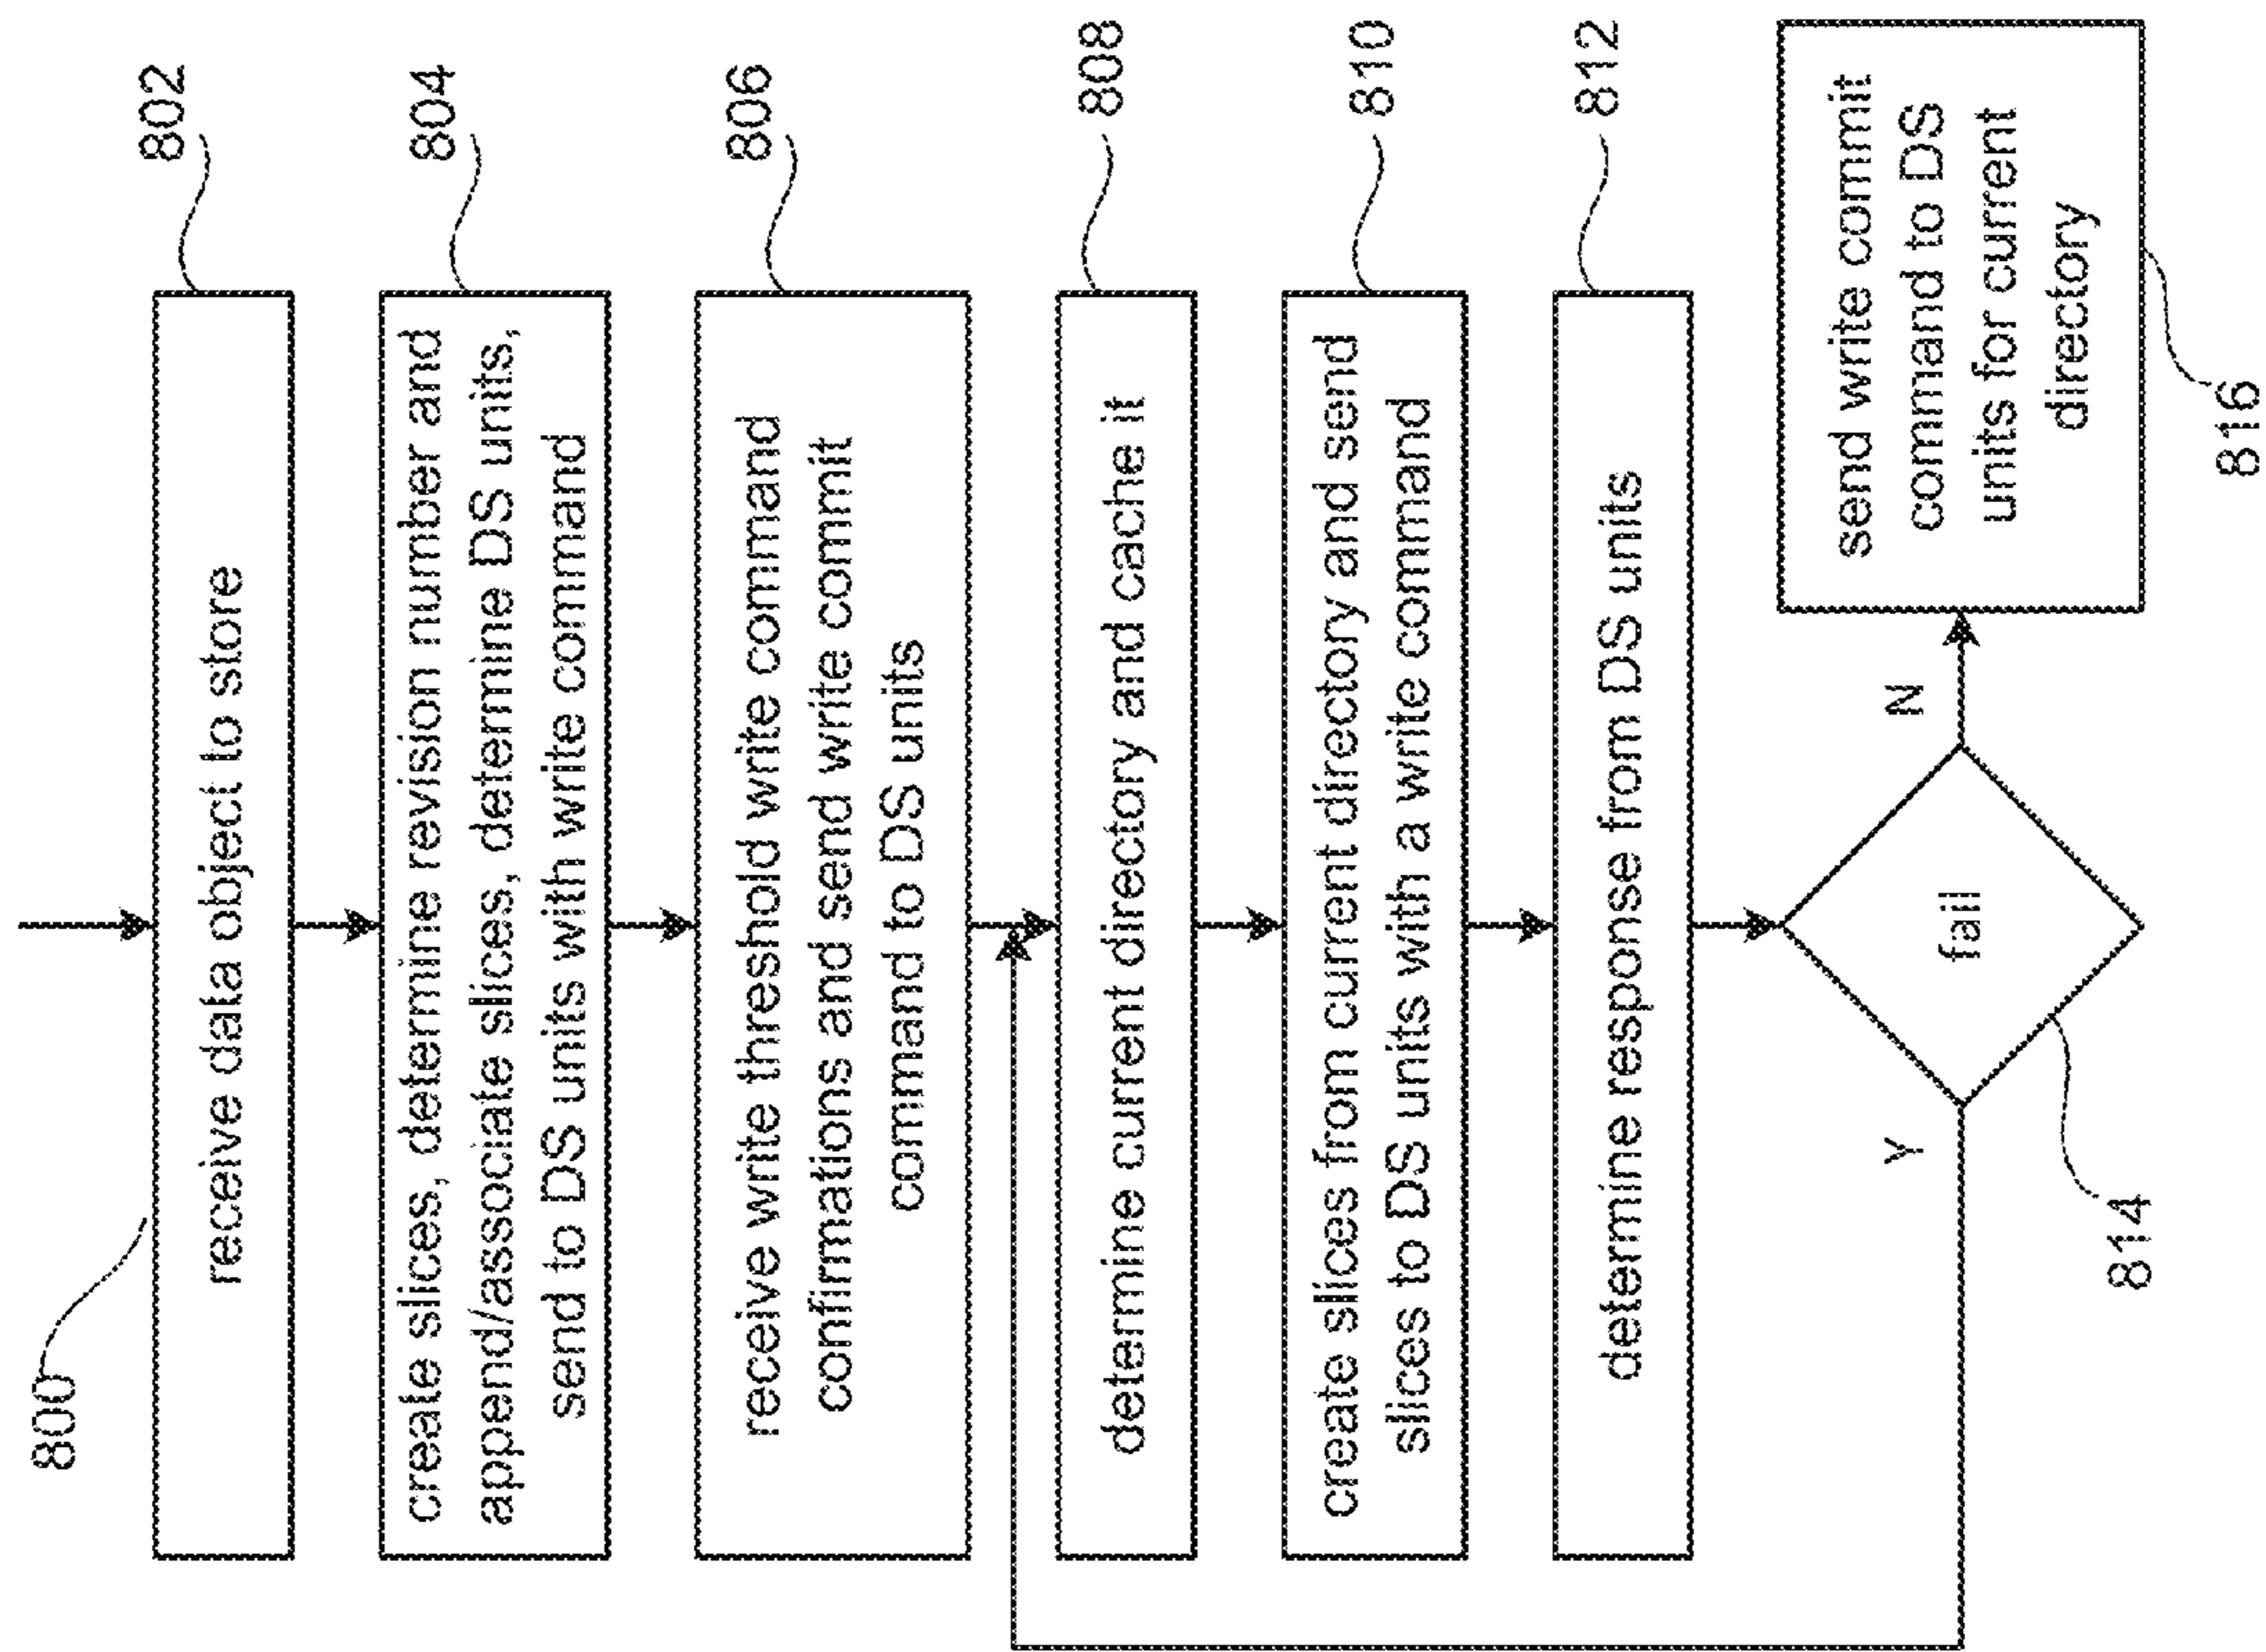 800
802
receive data object to store
804
create slices, determine revision number and
append/associate slices, determine DS units,
send to DS units with write command
806
receive write threshold write command
confirmations and send write commit
command to DS units
808
determine current directory and cache it
810
create slices from current directory and send
slices to DS units with a write command
812
determine response from DS units
Y
fail
N
814
send write commit
command to DS
units for current
directory
816